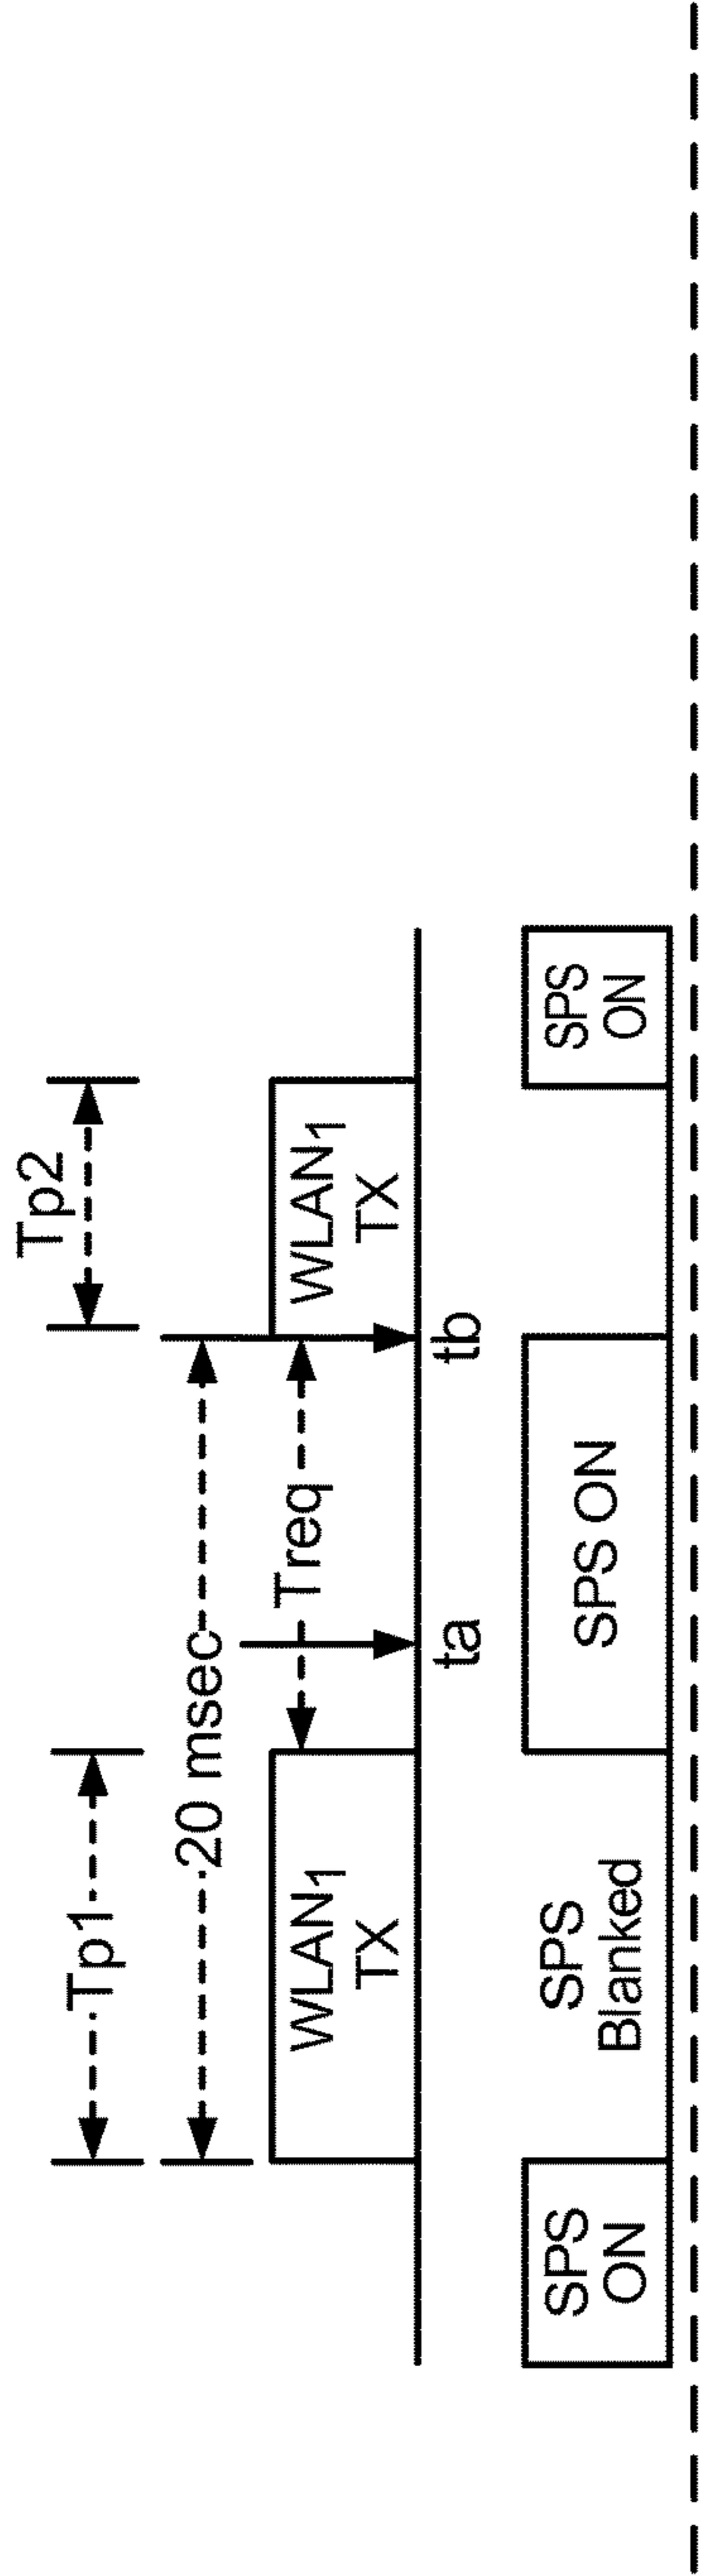 Tp1
Tp2
20 msec
Treq
WLAN1
TX
WLAN1
TX
ta
tb
SPS
ON
SPS
Blanked
SPS ON
SPS
ON